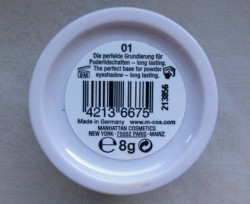 01
Die perfekte Grundierung für
Puderlidschatten – long lasting.
The perfect base for powder
eyeshadow – long lasting.
4213 6675
213856
Made in Germany www.m-cos.com
MANHATTAN COSMETICS
NEW YORK · 75002 PARIS · MAINZ
e 8g